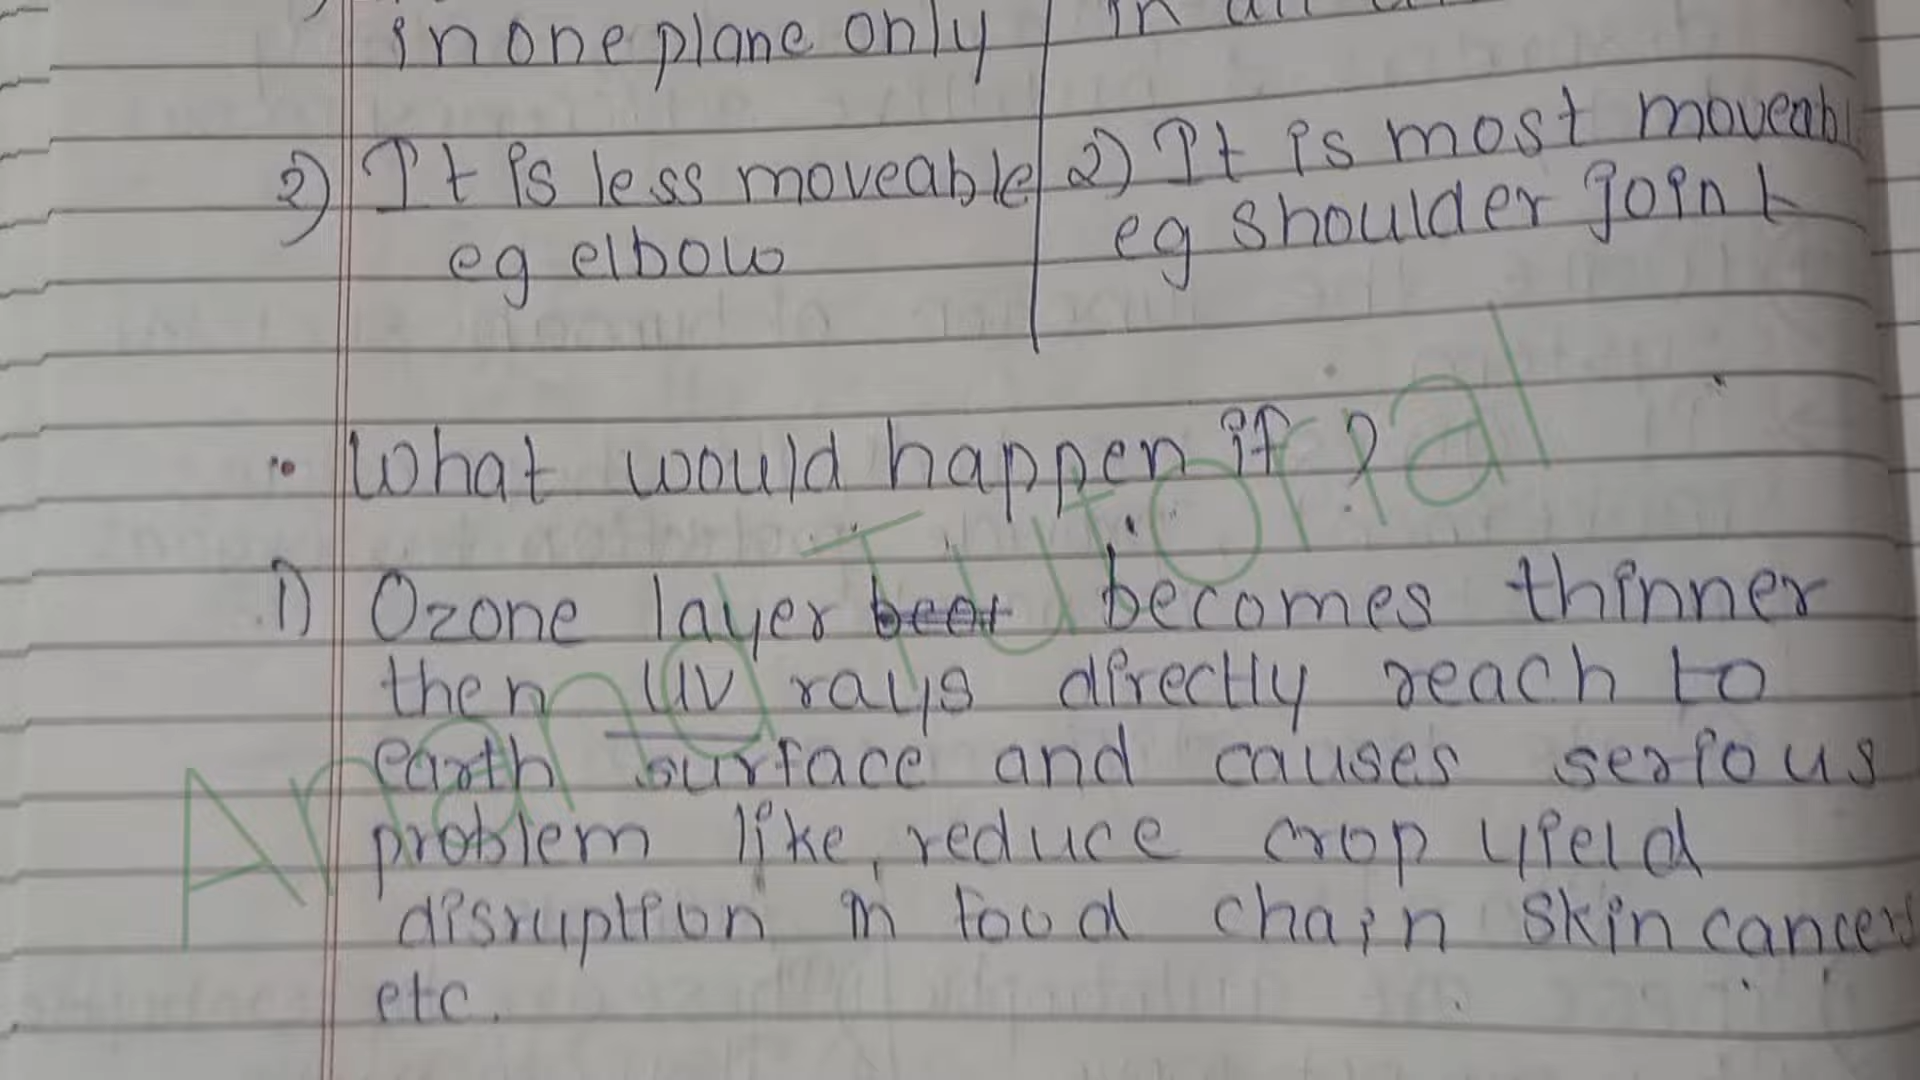 in one plane only
2) It is less moveable
eg elbow
2) It is most moveabl
eg shoulder joint
• What would happen if ?
1) Ozone layer becomes thinner
then UV rays directly reach to
earth surface and causes serious
problem like, reduce crop yield
disruption in food chain skin cancers
etc.
Anand Tutorial